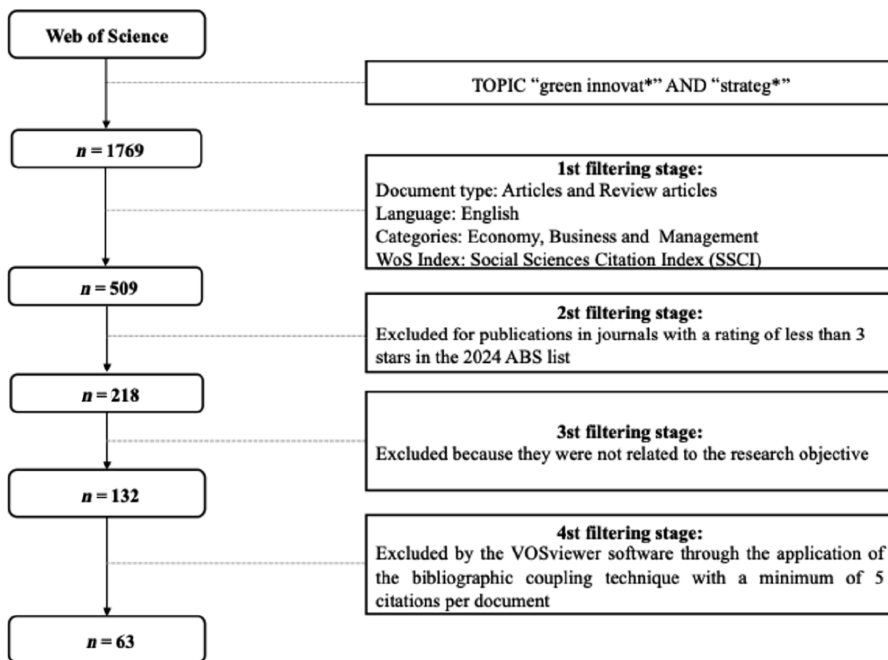 Web of Science
TOPIC “green innovat*” AND “strateg*”
n = 1769
1st filtering stage:
Document type: Articles and Review articles
Language: English
Categories: Economy, Business and Management
WoS Index: Social Sciences Citation Index (SSCI)
n = 509
2st filtering stage:
Excluded for publications in journals with a rating of less than 3
stars in the 2024 ABS list
n = 218
3st filtering stage:
Excluded because they were not related to the research objective
n = 132
4st filtering stage:
Excluded by the VOSviewer software through the application of
the bibliographic coupling technique with a minimum of 5
citations per document
n = 63